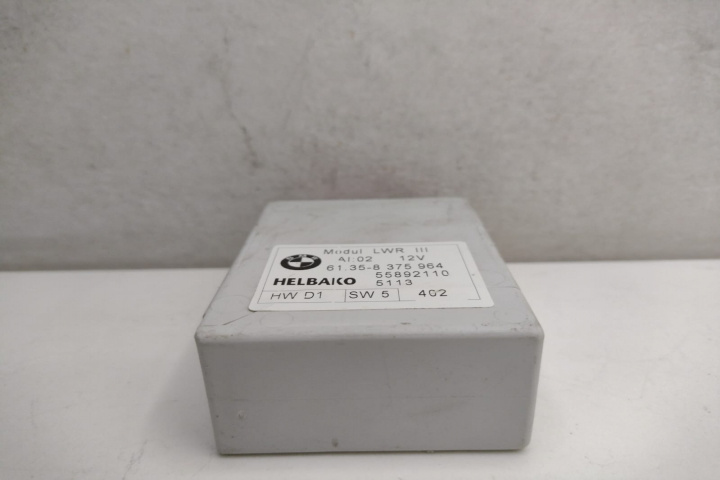 Modul LWR III
AI:02 12V
61.35-8 375 964
55892110
HELBAKO 5113
HW D1 SW 5 402